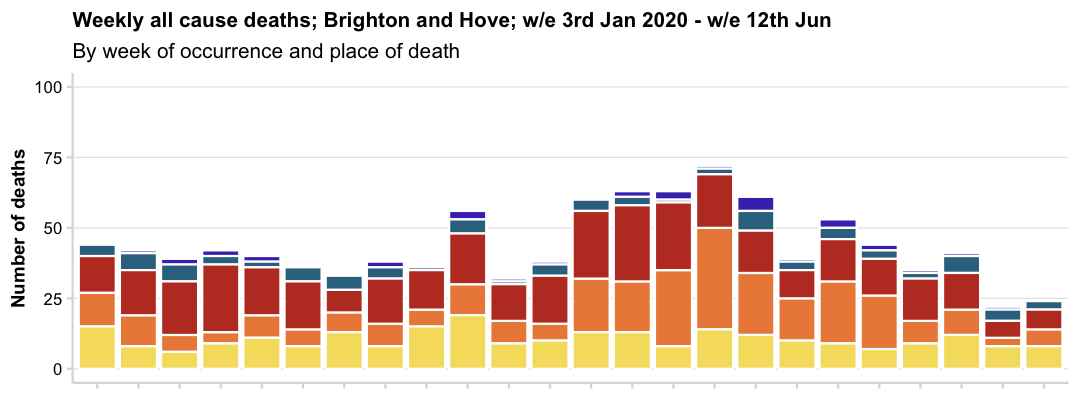 Weekly all cause deaths; Brighton and Hove; w/e 3rd Jan 2020 - w/e 12th Jun
By week of occurrence and place of death
Number of deaths
100
75
50
25
0